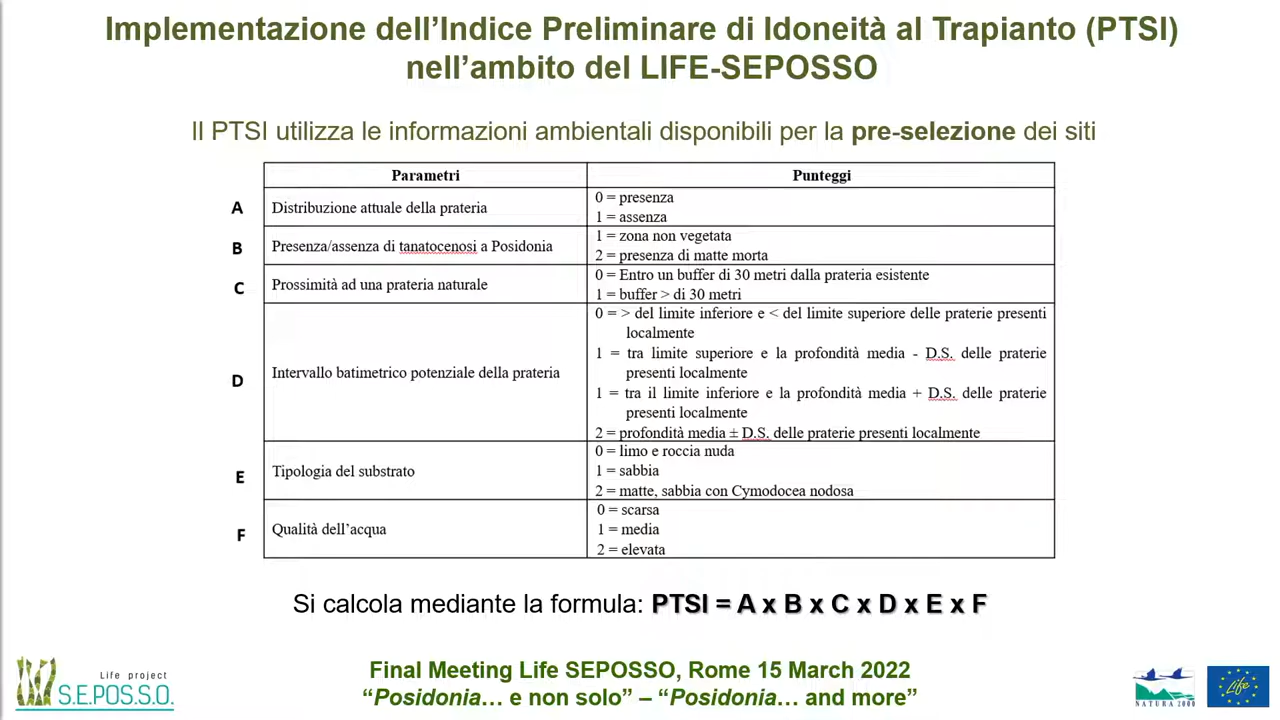 Implementazione dell’Indice Preliminare di Idoneità al Trapianto (PTSI)
nell’ambito del LIFE-SEPOSSO
Il PTSI utilizza le informazioni ambientali disponibili per la pre-selezione dei siti
Parametri
Punteggi
A
Distribuzione attuale della prateria
0 = presenza
1 = assenza
B
Presenza/assenza di tanatocenosi a Posidonia
1 = zona non vegetata
2 = presenza di matte morta
C
Prossimità ad una prateria naturale
0 = Entro un buffer di 30 metri dalla prateria esistente
1 = buffer > di 30 metri
D
Intervallo batimetrico potenziale della prateria
0 = > del limite inferiore e < del limite superiore delle praterie presenti
localmente
1 = tra limite superiore e la profondità media - D.S. delle praterie
presenti localmente
1 = tra il limite inferiore e la profondità media + D.S. delle praterie
presenti localmente
2 = profondità media ± D.S. delle praterie presenti localmente
E
Tipologia del substrato
0 = limo e roccia nuda
1 = sabbia
2 = matte, sabbia con Cymodocea nodosa
F
Qualità dell’acqua
0 = scarsa
1 = media
2 = elevata
Si calcola mediante la formula: PTSI = A x B x C x D x E x F
Life project
S.E.POS.S.O.
Final Meeting Life SEPOSSO, Rome 15 March 2022
“Posidonia… e non solo” – “Posidonia… and more”
NATURA 2000
Life